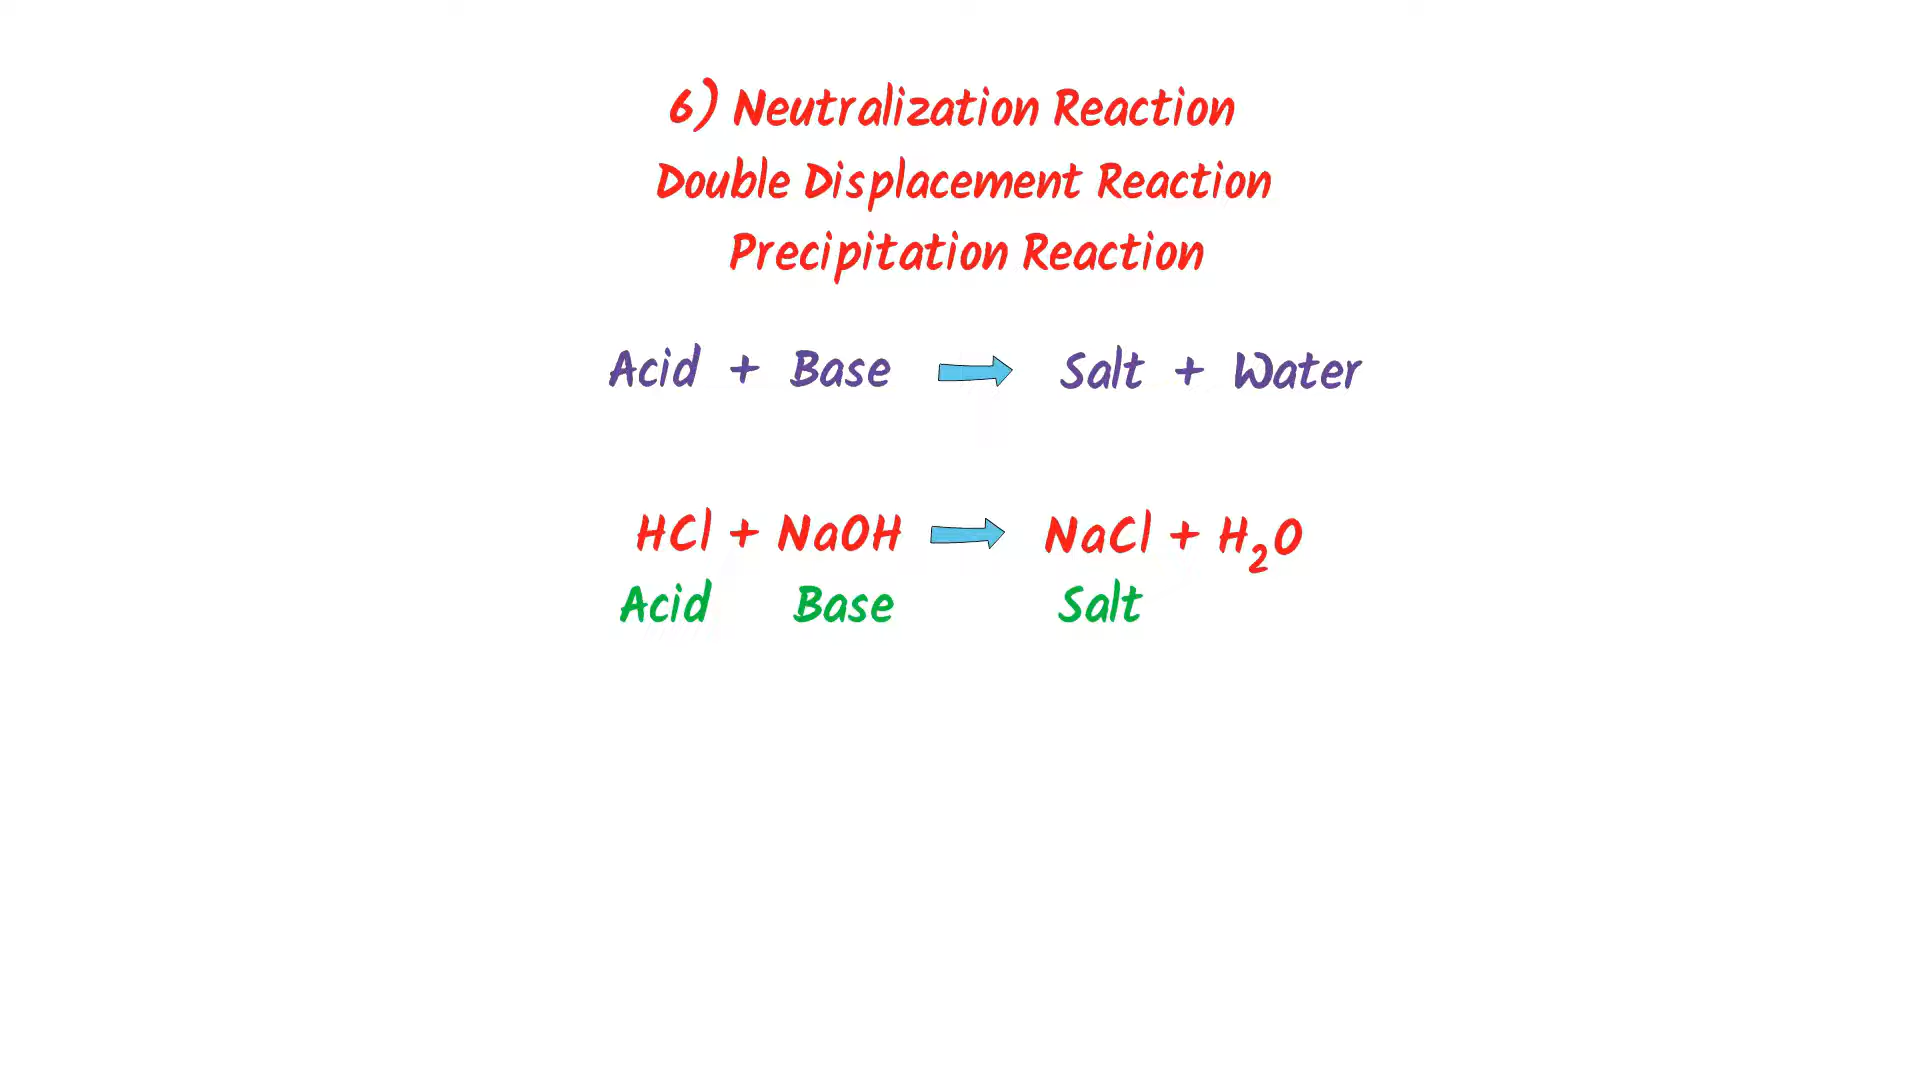 6) Neutralization Reaction
Double Displacement Reaction
Precipitation Reaction
Acid + Base → Salt + Water
HCl + NaOH → NaCl + H₂O
Acid Base Salt